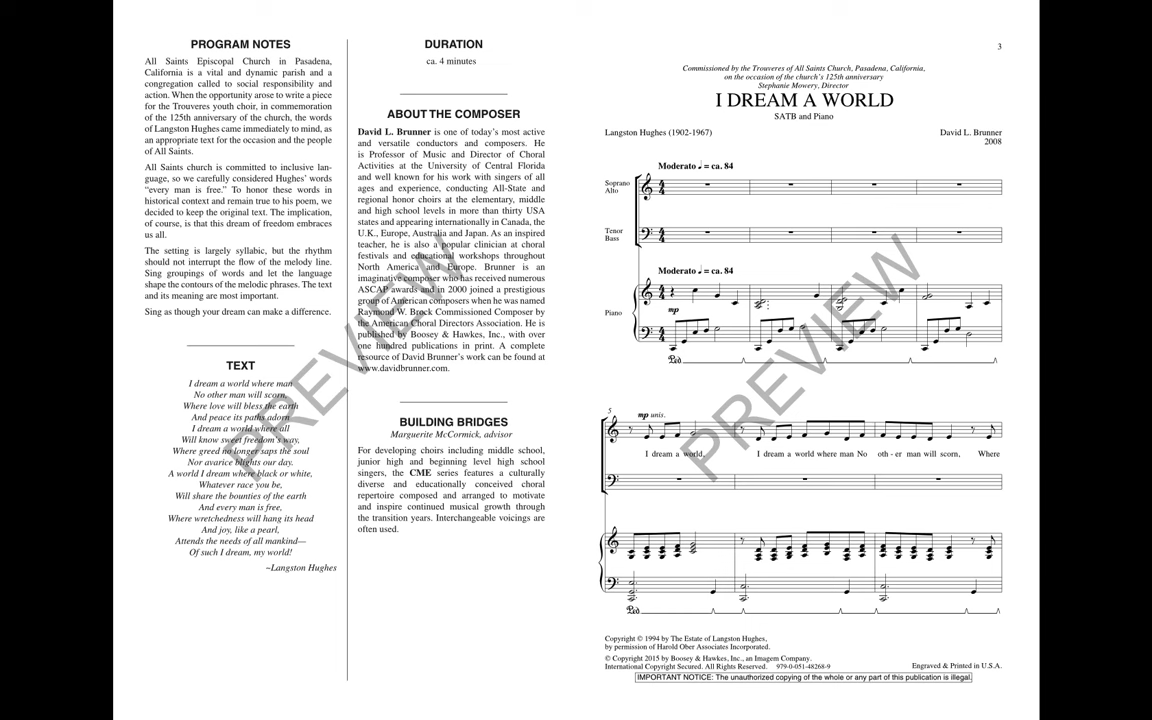 PROGRAM NOTES
All Saints Episcopal Church in Pasadena,
California is a vital and dynamic parish and a
congregation called to social responsibility and
action. When the opportunity arose to write a piece
for the Trouveres youth choir, in commemoration
of the 125th anniversary of the church, the words
of Langston Hughes came immediately to mind, as
an appropriate text for the occasion and the people
of All Saints.
All Saints church is committed to inclusive lan-
guage, so we carefully considered Hughes' words
"every man is free." To honor these words in
historical context and remain true to his poem, we
decided to keep the original text. The implication,
of course, is that this dream of freedom embraces
us all.
The setting is largely syllabic, but the rhythm
should not interrupt the flow of the melody line.
Sing groupings of words and let the language
shape the contours of the melodic phrases. The text
and its meaning are most important.
Sing as though your dream can make a difference.
TEXT
I dream a world where man
No other man will scorn,
Where love will bless the earth
And peace its paths adorn
I dream a world where all
Will know sweet freedom's way,
Where greed no longer saps the soul
Nor avarice blights our day.
A world I dream where black or white,
Whatever race you be,
Will share the bounties of the earth
And every man is free,
Where wretchedness will hang its head
And joy, like a pearl,
Attends the needs of all mankind—
Of such I dream, my world!
~Langston Hughes
DURATION
ca. 4 minutes
ABOUT THE COMPOSER
David L. Brunner is one of today's most active
and versatile conductors and composers. He
is Professor of Music and Director of Choral
Activities at the University of Central Florida
and well known for his work with singers of all
ages and experience, conducting All-State and
regional honor choirs at the elementary, middle
and high school levels in more than thirty USA
states and appearing internationally in Canada, the
U.K., Europe, Australia and Japan. As an inspired
teacher, he is also a popular clinician at choral
festivals and educational workshops throughout
North America and Europe. Brunner is an
imaginative composer who has received numerous
ASCAP awards and in 2000 joined a prestigious
group of American composers when he was named
Raymond W. Brock Commissioned Composer by
the American Choral Directors Association. He is
published by Boosey & Hawkes, Inc., with over
one hundred publications in print. A complete
resource of David Brunner's work can be found at
www.davidbrunner.com.
BUILDING BRIDGES
Marguerite McCormick, advisor
For developing choirs including middle school,
junior high and beginning level high school
singers, the CME series features a culturally
diverse and educationally conceived choral
repertoire composed and arranged to motivate
and inspire continued musical growth through
the transition years. Interchangeable voicings are
often used.
PREVIEW
3
Commissioned by the Trouveres of All Saints Church, Pasadena, California,
on the occasion of the church's 125th anniversary
Stephanie Mowery, Director
I DREAM A WORLD
SATB and Piano
Langston Hughes (1902-1967)
David L. Brunner
2008
Moderato ♩ = ca. 84
Soprano
Alto
Tenor
Bass
Moderato ♩ = ca. 84
Piano
mp
Ped
5
mp unis.
I dream a world, I dream a world where man No oth - er man will scorn, Where
Ped
PREVIEW
Copyright © 1994 by The Estate of Langston Hughes,
by permission of Harold Ober Associates Incorporated.
© Copyright 2015 by Boosey & Hawkes, Inc., an Imagem Company.
International Copyright Secured. All Rights Reserved. 979-0-051-48268-9
Engraved & Printed in U.S.A.
IMPORTANT NOTICE: The unauthorized copying of the whole or any part of this publication is illegal.